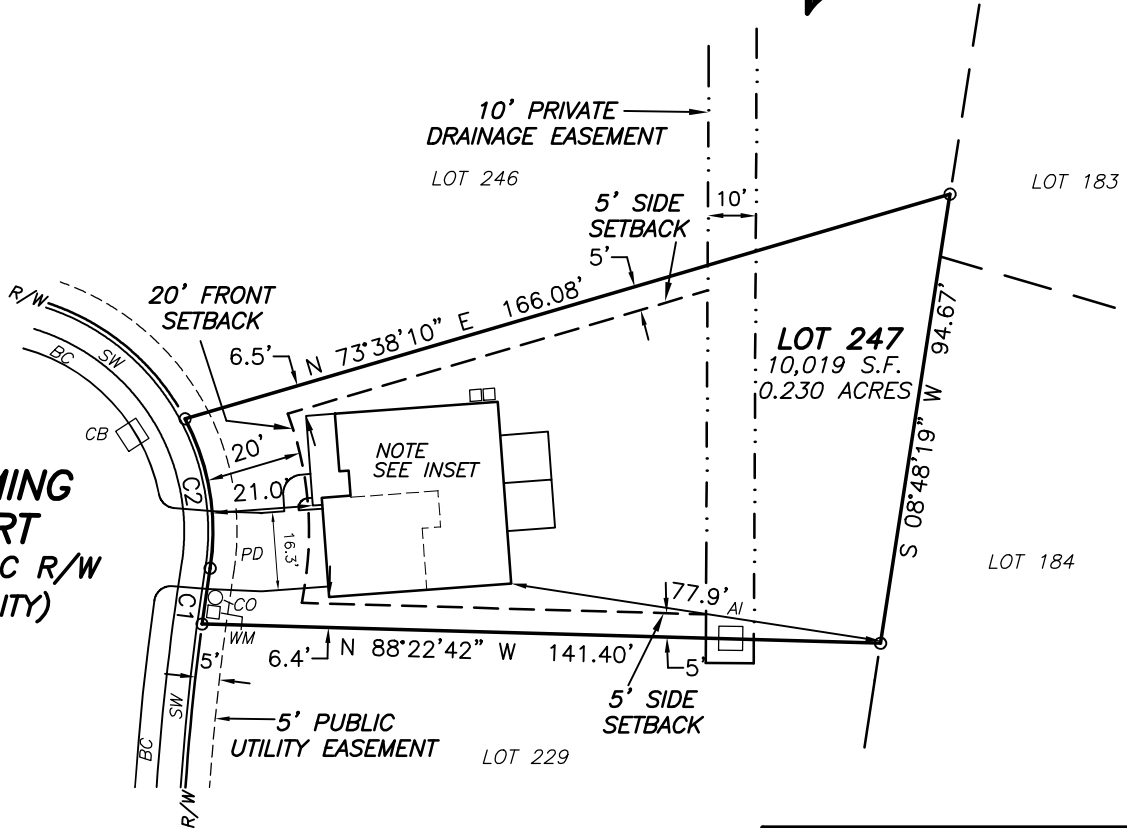 10' PRIVATE
DRAINAGE EASEMENT
LOT 246
LOT 183
10'
5' SIDE
SETBACK
5'
R/W
20' FRONT
SETBACK
BC
SW
6.5'
N 73°38'10" E 166.08'
LOT 247
10,019 S.F.
0.230 ACRES
S 08°48'19" W 94.67'
CB
20'
NOTE
SEE INSET
C2
21.0'
MING
RT
C R/W
ITY)
PD
16.3'
LOT 184
C1
CO
WM
77.9'
AI
5'
6.4'
N 88°22'42" W 141.40'
5'
5' SIDE
SETBACK
SW
5' PUBLIC
UTILITY EASEMENT
BC
LOT 229
R/W